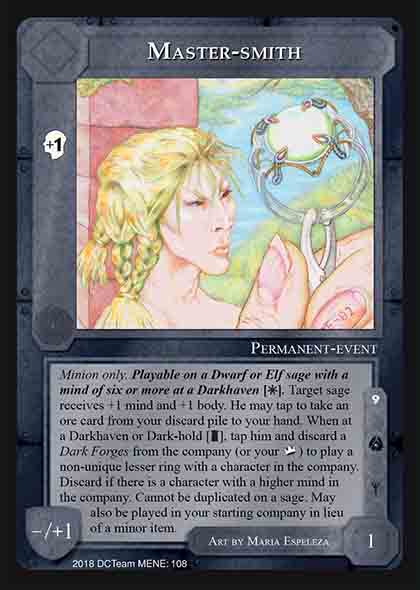 MASTER-SMITH
+1
E-02
PERMANENT-EVENT
Minion only. Playable on a Dwarf or Elf sage with a
mind of six or more at a Darkhaven [ ]. Target sage
receives +1 mind and +1 body. He may tap to take an
ore card from your discard pile to your hand. When at
a Darkhaven or Dark-hold [ ], tap him and discard a
Dark Forges from the company (or your ) to play a
non-unique lesser ring with a character in the company.
Discard if there is a character with a higher mind in
the company. Cannot be duplicated on a sage. May
also be played in your starting company in lieu
of a minor item.
9
–/+1
ART BY MARIA ESPELEZA
1
2018 DCTeam MENE: 108